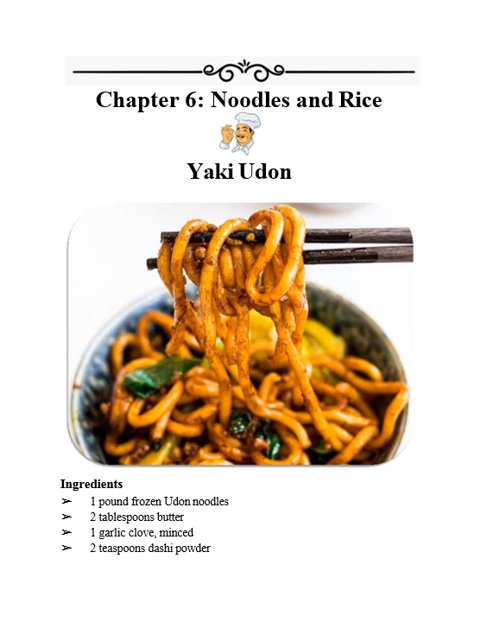 Chapter 6: Noodles and Rice
Yaki Udon
Ingredients
➢ 1 pound frozen Udon noodles
➢ 2 tablespoons butter
➢ 1 garlic clove, minced
➢ 2 teaspoons dashi powder